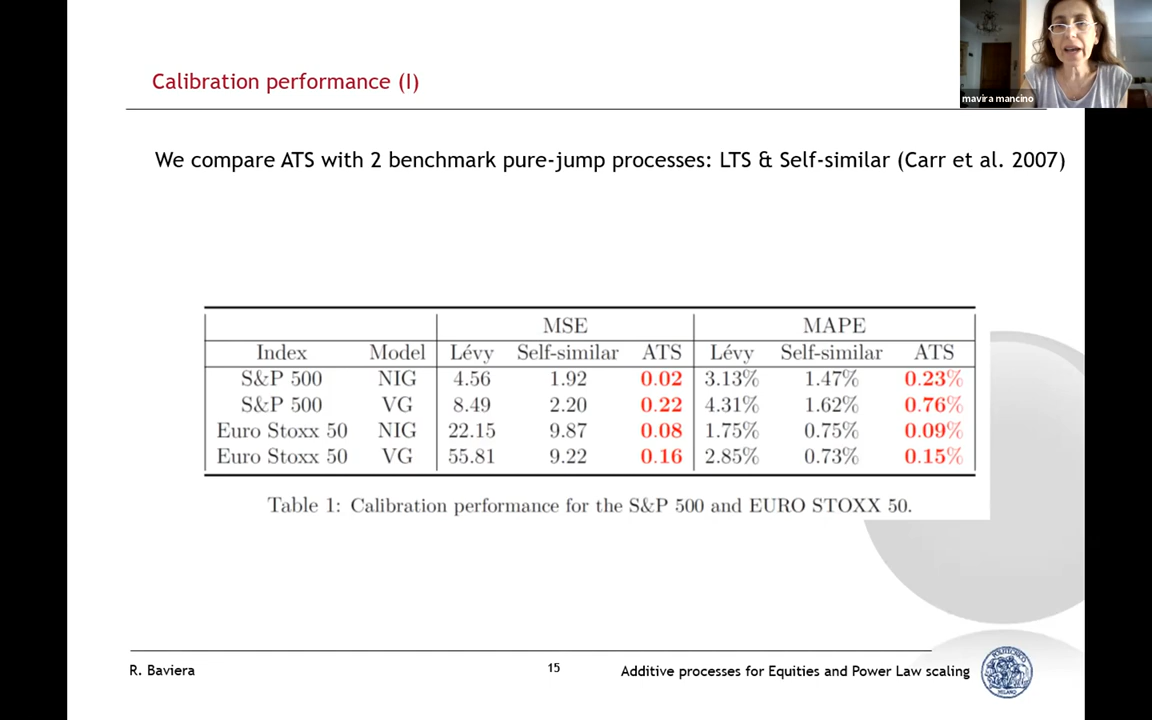 Calibration performance (I)
mavira mancino
We compare ATS with 2 benchmark pure-jump processes: LTS & Self-similar (Carr et al. 2007)
MSE MAPE
Index Model Lévy Self-similar ATS Lévy Self-similar ATS
S&P 500 NIG 4.56 1.92 0.02 3.13% 1.47% 0.23%
S&P 500 VG 8.49 2.20 0.22 4.31% 1.62% 0.76%
Euro Stoxx 50 NIG 22.15 9.87 0.08 1.75% 0.75% 0.09%
Euro Stoxx 50 VG 55.81 9.22 0.16 2.85% 0.73% 0.15%
Table 1: Calibration performance for the S&P 500 and EURO STOXX 50.
R. Baviera 15 Additive processes for Equities and Power Law scaling
POLITECNICO
MILANO